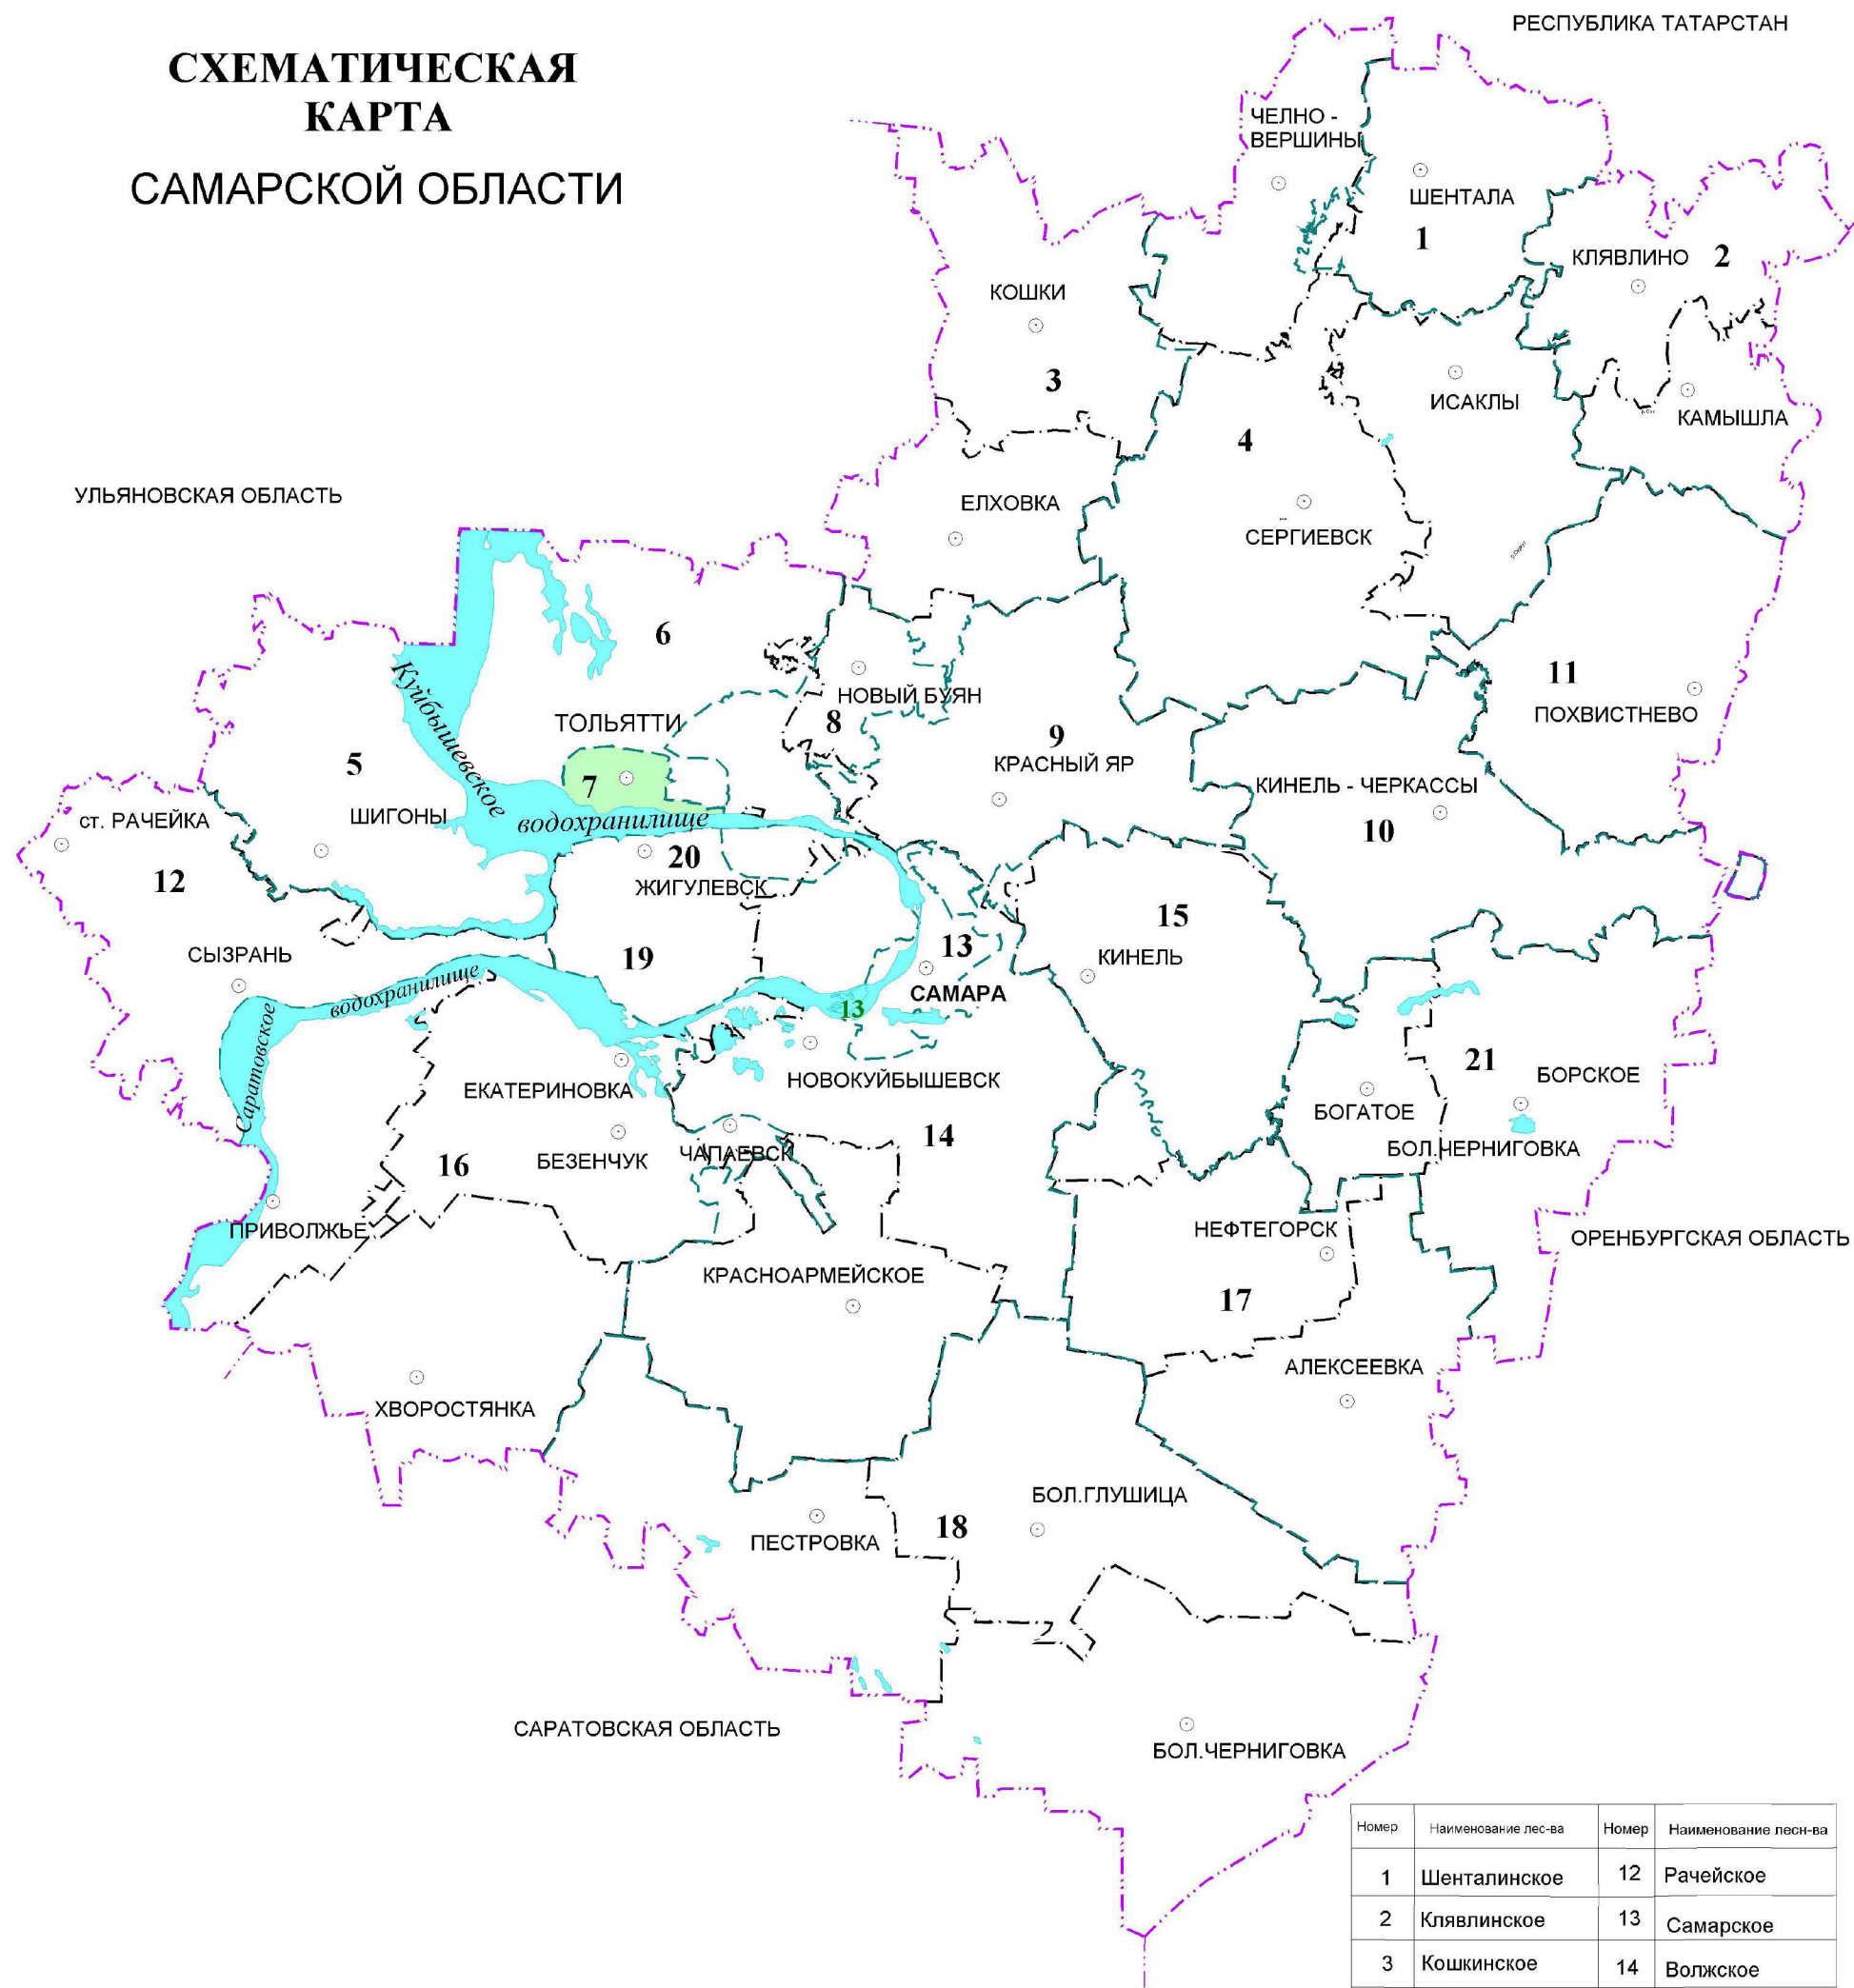 РЕСПУБЛИКА ТАТАРСТАН
СХЕМАТИЧЕСКАЯ
КАРТА
САМАРСКОЙ ОБЛАСТИ
ЧЕЛНО -
ВЕРШИНЫ
ШЕНТАЛА
1
КЛЯВЛИНО 2
КОШКИ
3
ИСАКЛЫ
КАМЫШЛА
4
УЛЬЯНОВСКАЯ ОБЛАСТЬ
ЕЛХОВКА
СЕРГИЕВСК
6
Куйбышевское
водохранилище
НОВЫЙ БУЯН
8
11
ПОХВИСТНЕВО
ТОЛЬЯТТИ
7
5
ШИГОНЫ
9
КРАСНЫЙ ЯР
КИНЕЛЬ - ЧЕРКАССЫ
10
ст. РАЧЕЙКА
12
20
ЖИГУЛЕВСК
15
КИНЕЛЬ
СЫЗРАНЬ
19
13
САМАРА
13
Саратовское
водохранилище
21
БОРСКОЕ
ЕКАТЕРИНОВКА
НОВОКУЙБЫШЕВСК
БОГАТОЕ
14
БОЛ.ЧЕРНИГОВКА
16
БЕЗЕНЧУК
ЧАПАЕВСК
ПРИВОЛЖЬЕ
НЕФТЕГОРСК
ОРЕНБУРГСКАЯ ОБЛАСТЬ
КРАСНОАРМЕЙСКОЕ
17
АЛЕКСЕЕВКА
ХВОРОСТЯНКА
БОЛ.ГЛУШИЦА
18
ПЕСТРОВКА
САРАТОВСКАЯ ОБЛАСТЬ
БОЛ.ЧЕРНИГОВКА
Номер Наименование лес-ва Номер Наименование лесн-ва
1 Шенталинское 12 Рачейское
2 Клявлинское 13 Самарское
3 Кошкинское 14 Волжское